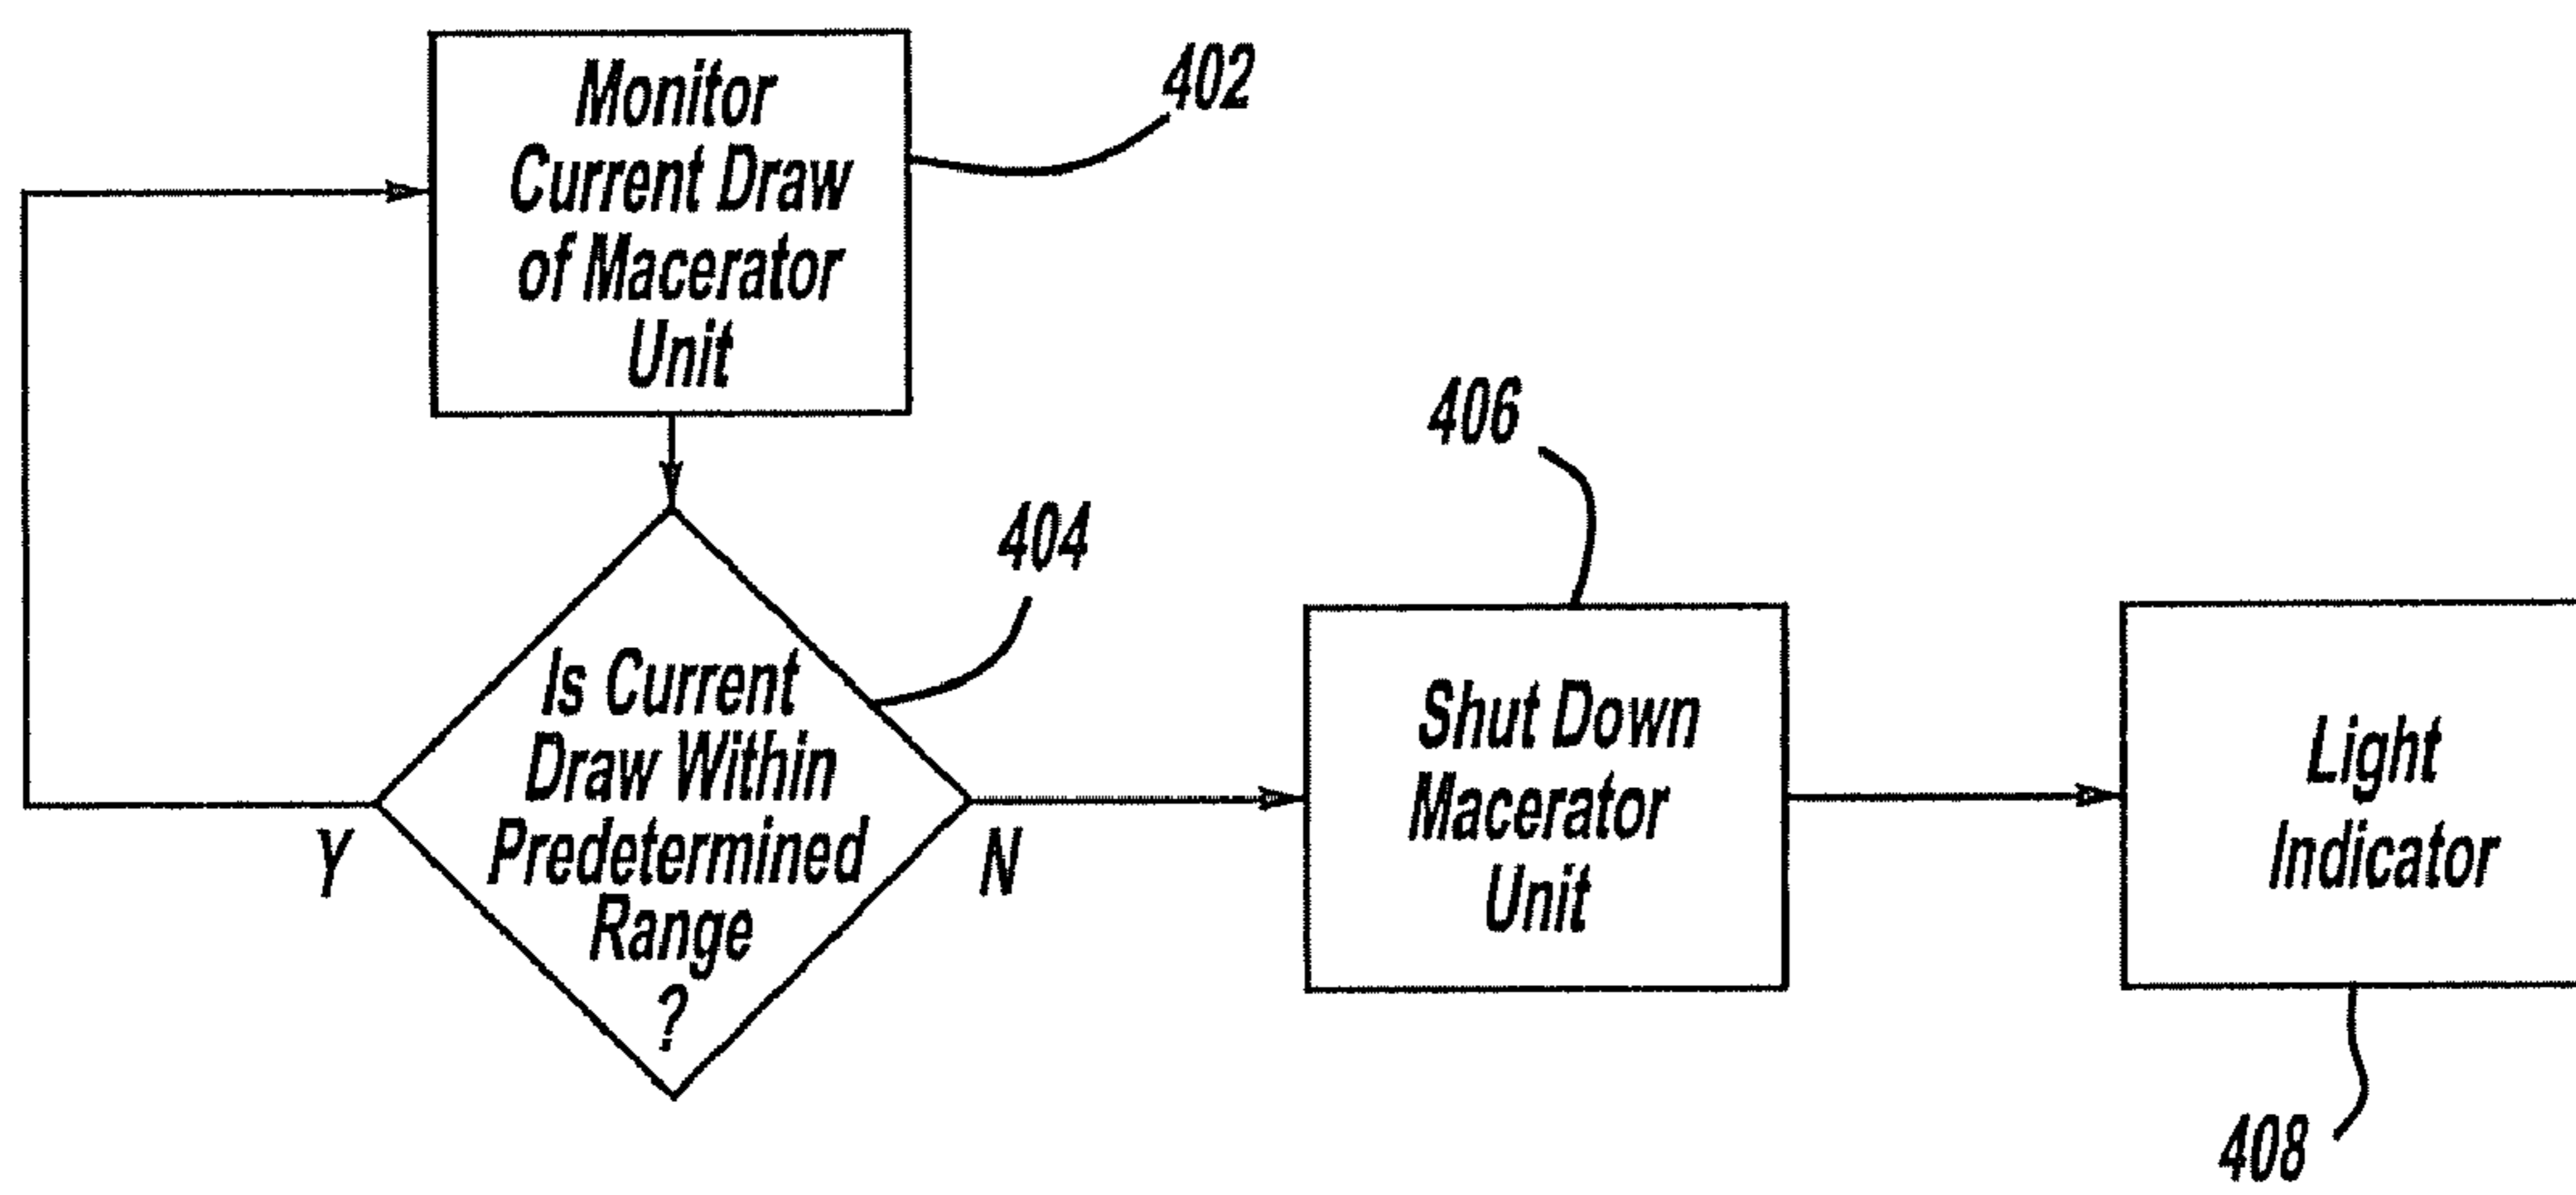 Monitor
Current Draw
of Macerator
Unit
402
Is Current
Draw Within
Predetermined
Range
?
404
Y
N
Shut Down
Macerator
Unit
406
Light
Indicator
408